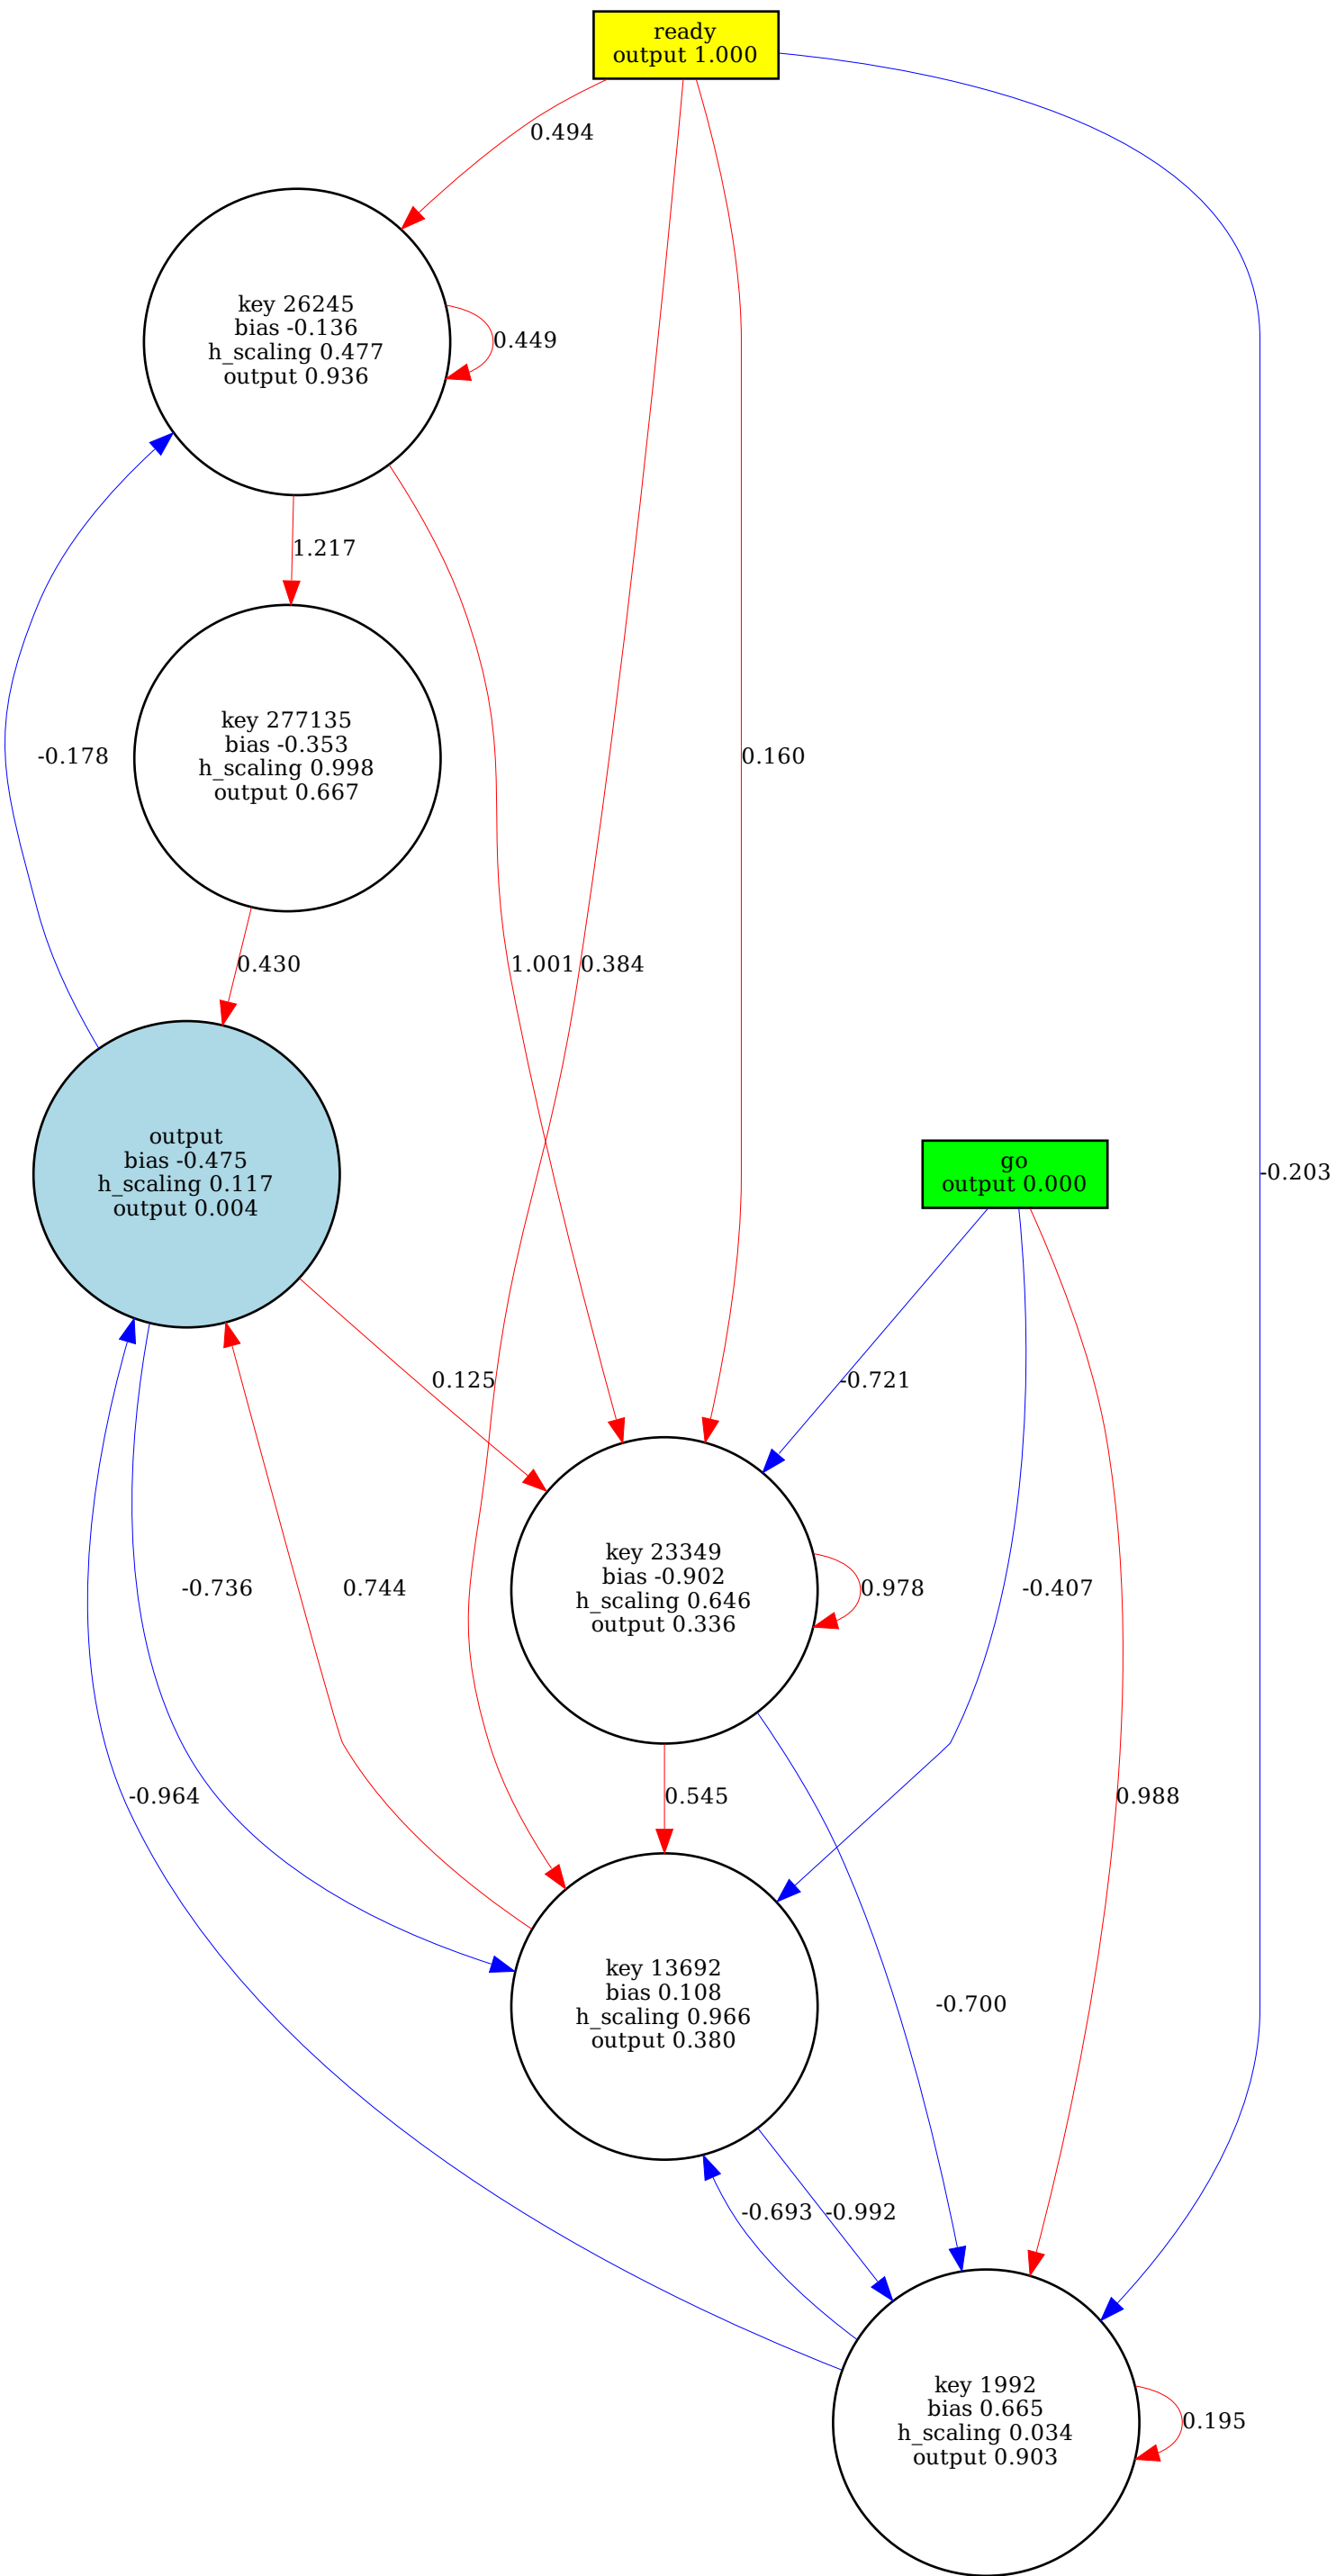 ready
output 1.000
0.494
key 26245
bias -0.136
h_scaling 0.477
output 0.936
0.449
1.217
key 277135
bias -0.353
h_scaling 0.998
output 0.667
-0.178
0.160
0.430
1.001
0.384
output
bias -0.475
h_scaling 0.117
output 0.004
go
output 0.000
-0.203
0.125
-0.721
key 23349
bias -0.902
h_scaling 0.646
output 0.336
-0.736
0.744
0.978
-0.407
-0.964
0.545
0.988
key 13692
bias 0.108
h_scaling 0.966
output 0.380
-0.700
-0.693
-0.992
key 1992
bias 0.665
h_scaling 0.034
output 0.903
0.195